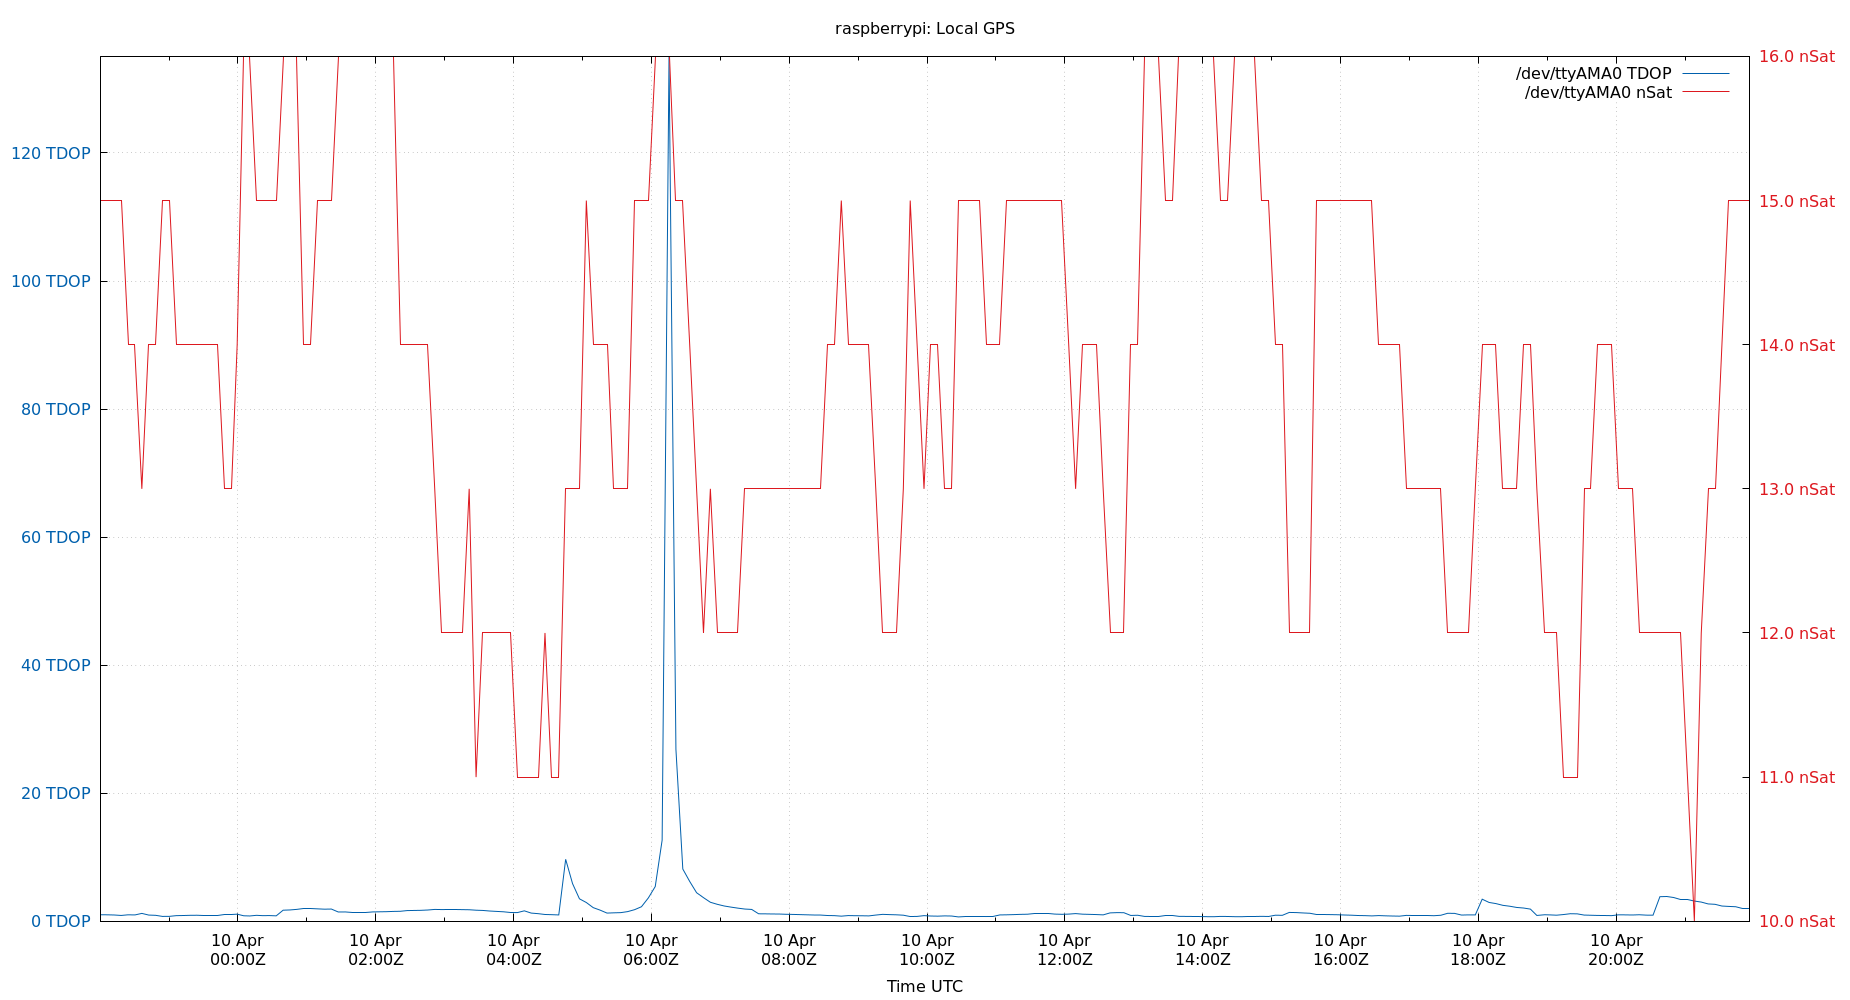 raspberrypi: Local GPS
16.0 nSat
/dev/ttyAMA0 TDOP
/dev/ttyAMA0 nSat
120 TDOP
15.0 nSat
100 TDOP
14.0 nSat
80 TDOP
13.0 nSat
60 TDOP
12.0 nSat
40 TDOP
11.0 nSat
20 TDOP
0 TDOP
10.0 nSat
10 Apr 10 Apr 10 Apr 10 Apr 10 Apr 10 Apr 10 Apr 10 Apr 10 Apr 10 Apr 10 Apr
00:00Z 02:00Z 04:00Z 06:00Z 08:00Z 10:00Z 12:00Z 14:00Z 16:00Z 18:00Z 20:00Z
Time UTC